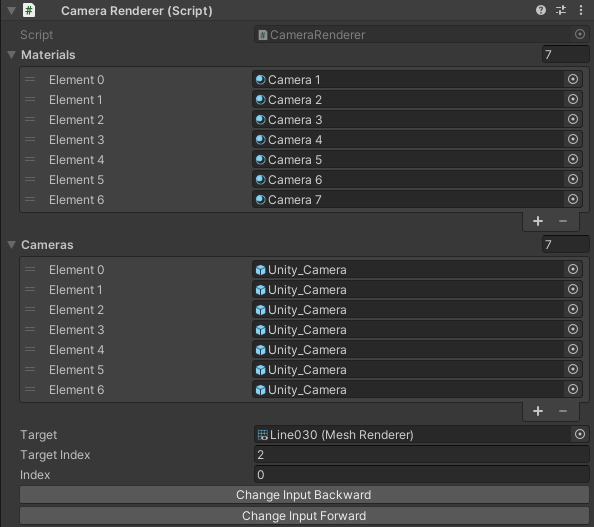 Camera Renderer (Script)
Script CameraRenderer
Materials 7
Element 0 Camera 1
Element 1 Camera 2
Element 2 Camera 3
Element 3 Camera 4
Element 4 Camera 5
Element 5 Camera 6
Element 6 Camera 7
+ −
Cameras 7
Element 0 Unity_Camera
Element 1 Unity_Camera
Element 2 Unity_Camera
Element 3 Unity_Camera
Element 4 Unity_Camera
Element 5 Unity_Camera
Element 6 Unity_Camera
+ −
Target Line030 (Mesh Renderer)
Target Index 2
Index 0
Change Input Backward
Change Input Forward